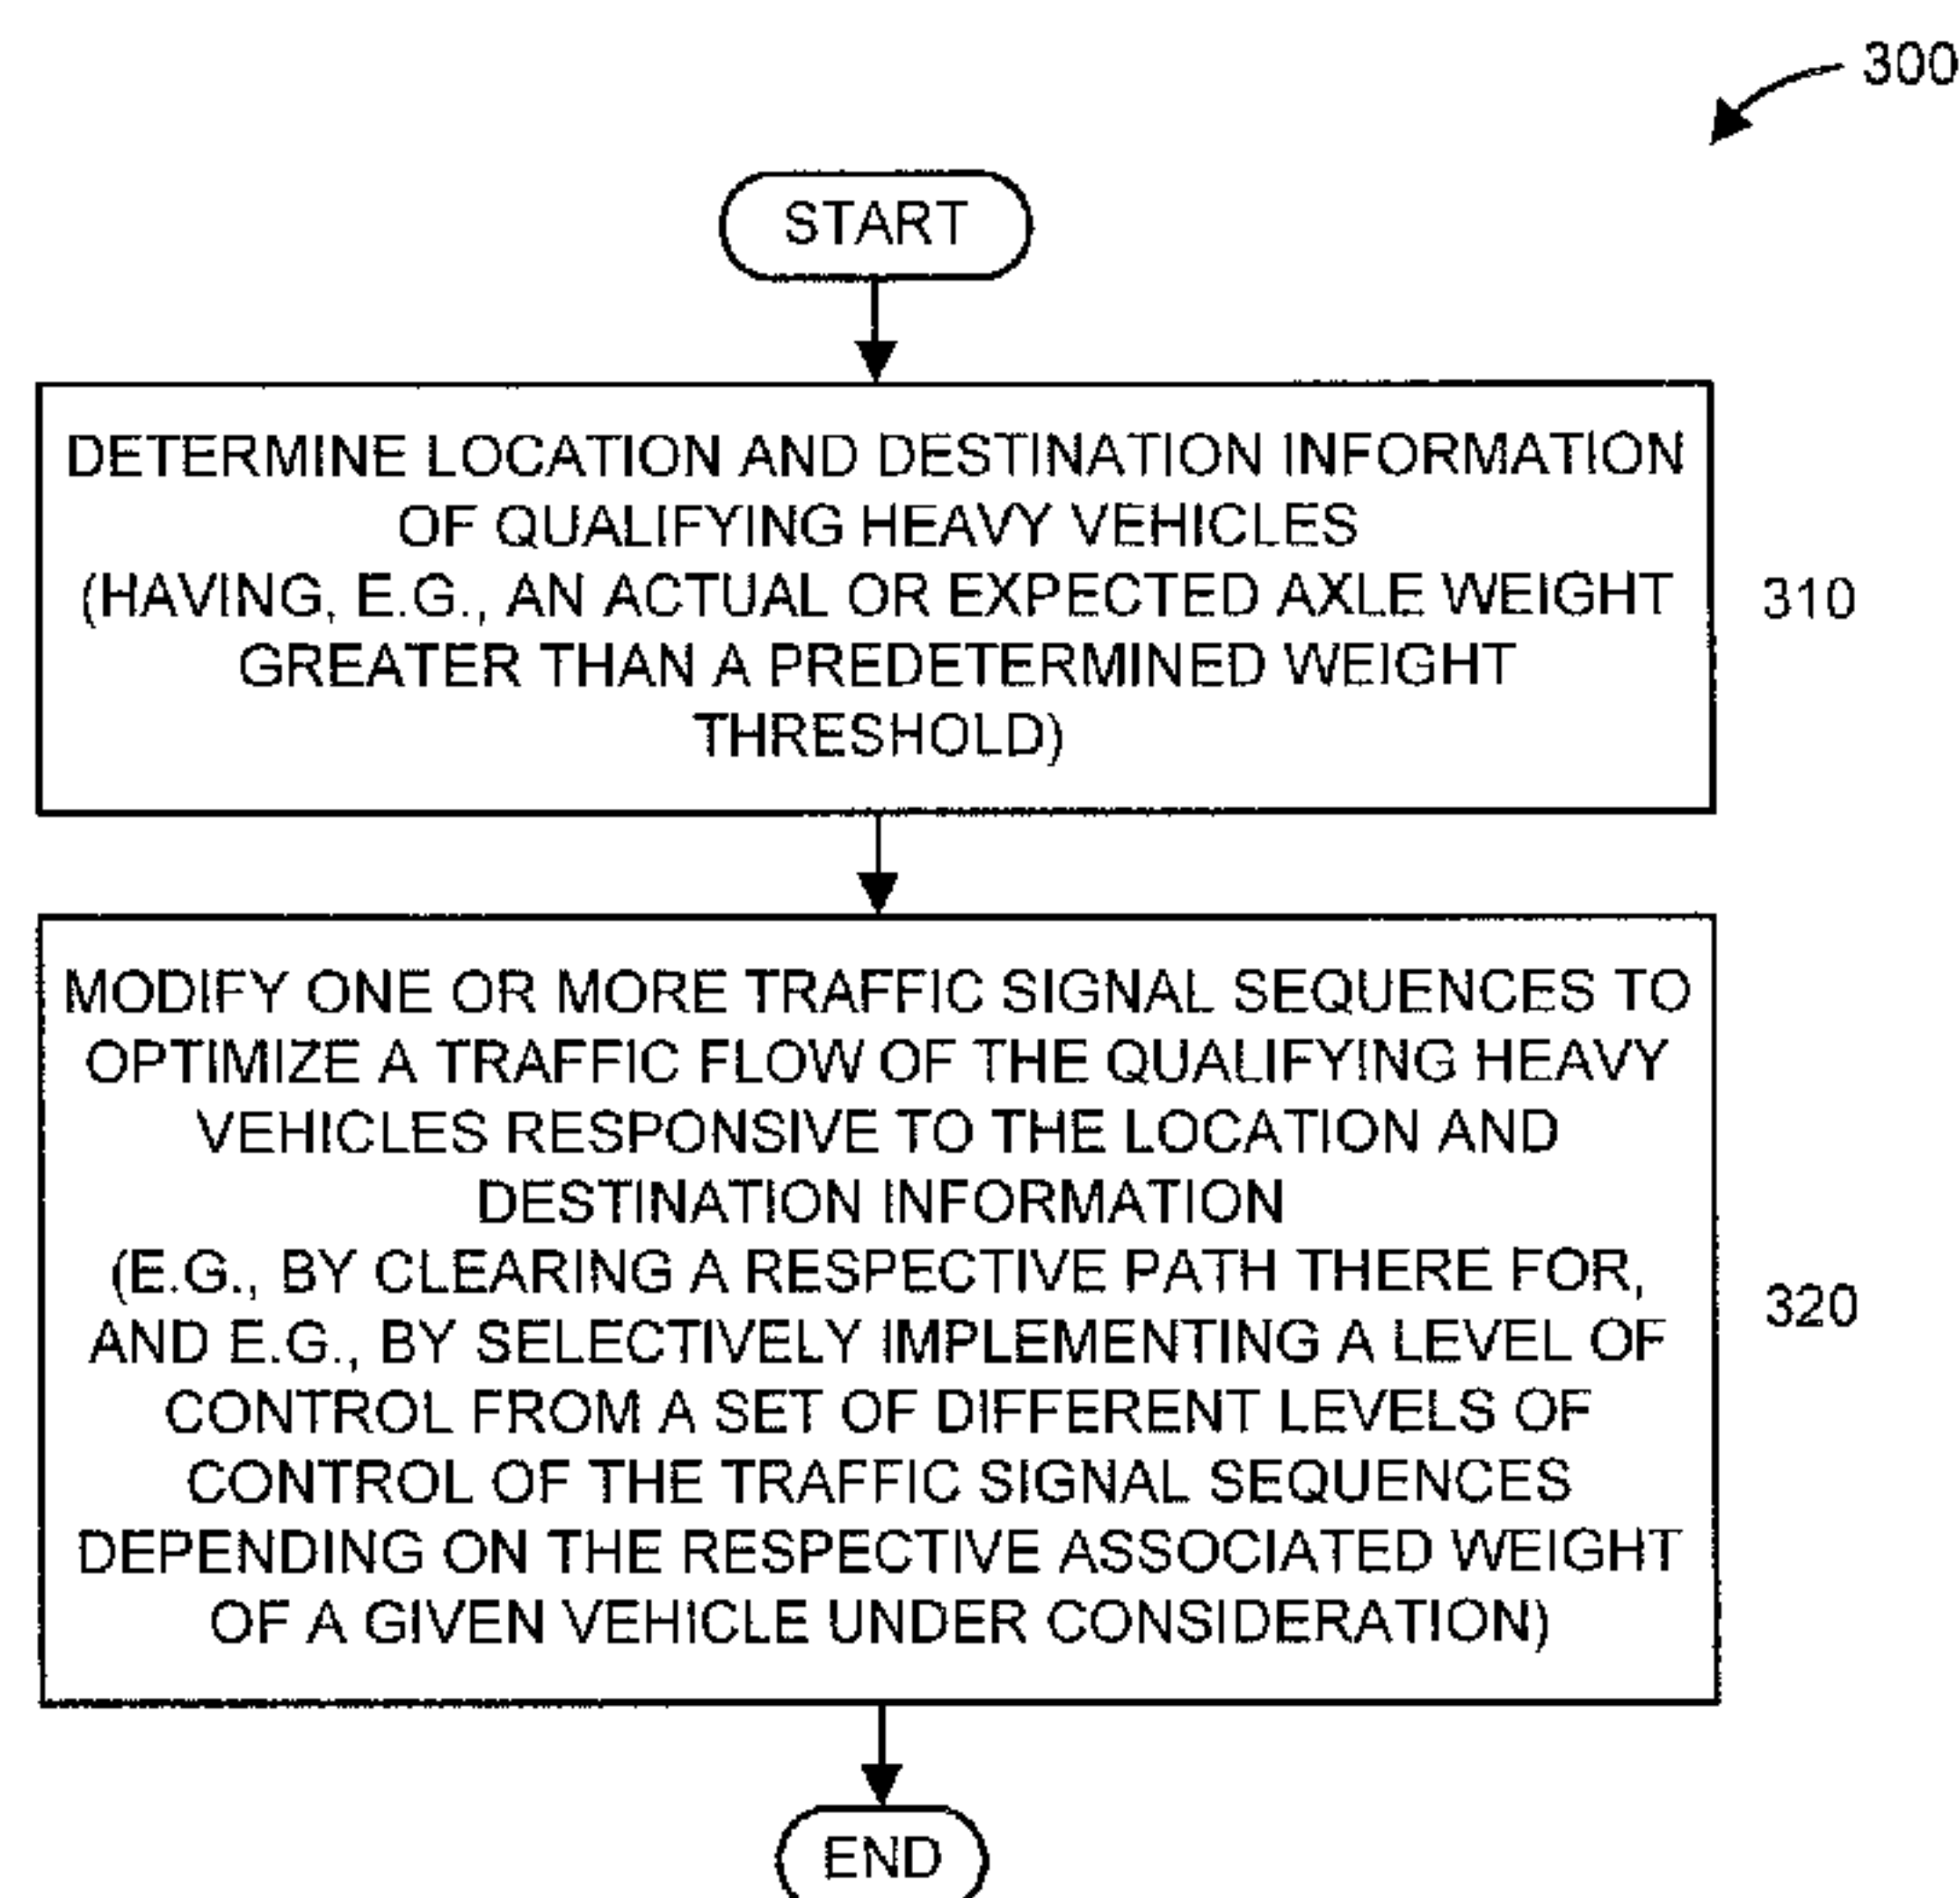 300
START
DETERMINE LOCATION AND DESTINATION INFORMATION
OF QUALIFYING HEAVY VEHICLES
(HAVING, E.G., AN ACTUAL OR EXPECTED AXLE WEIGHT
GREATER THAN A PREDETERMINED WEIGHT
THRESHOLD)
310
MODIFY ONE OR MORE TRAFFIC SIGNAL SEQUENCES TO
OPTIMIZE A TRAFFIC FLOW OF THE QUALIFYING HEAVY
VEHICLES RESPONSIVE TO THE LOCATION AND
DESTINATION INFORMATION
(E.G., BY CLEARING A RESPECTIVE PATH THERE FOR,
AND E.G., BY SELECTIVELY IMPLEMENTING A LEVEL OF
CONTROL FROM A SET OF DIFFERENT LEVELS OF
CONTROL OF THE TRAFFIC SIGNAL SEQUENCES
DEPENDING ON THE RESPECTIVE ASSOCIATED WEIGHT
OF A GIVEN VEHICLE UNDER CONSIDERATION)
320
END